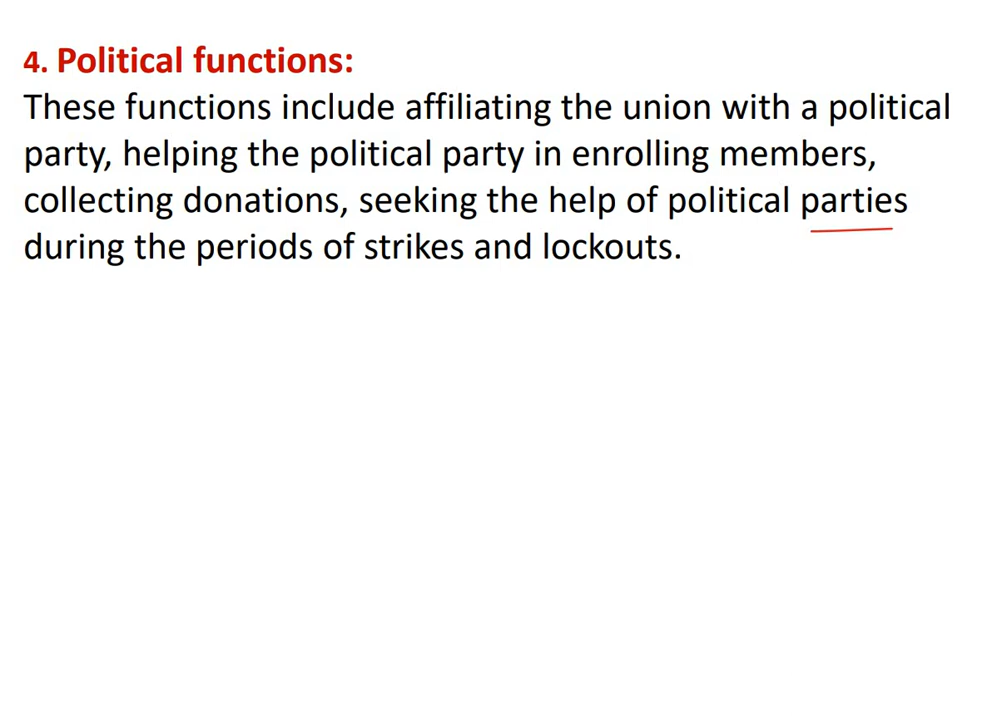 4. Political functions:
These functions include affiliating the union with a political
party, helping the political party in enrolling members,
collecting donations, seeking the help of political parties
during the periods of strikes and lockouts.